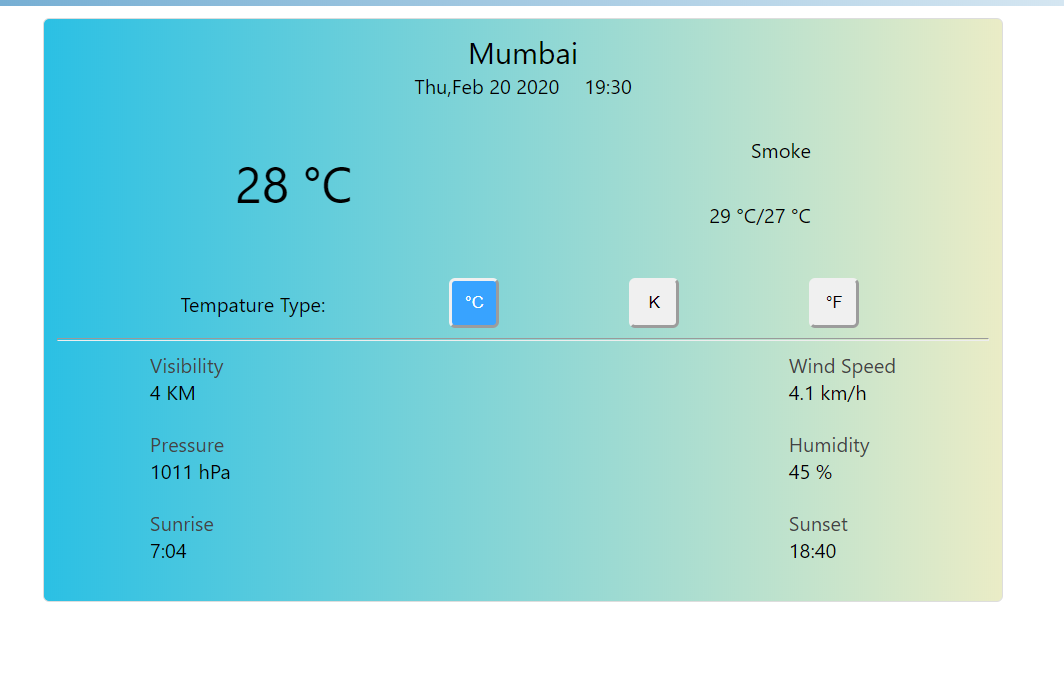 Mumbai
Thu,Feb 20 2020 19:30
28 °C
Smoke
29 °C/27 °C
Tempature Type: °C K °F
Visibility
4 KM
Wind Speed
4.1 km/h
Pressure
1011 hPa
Humidity
45 %
Sunrise
7:04
Sunset
18:40